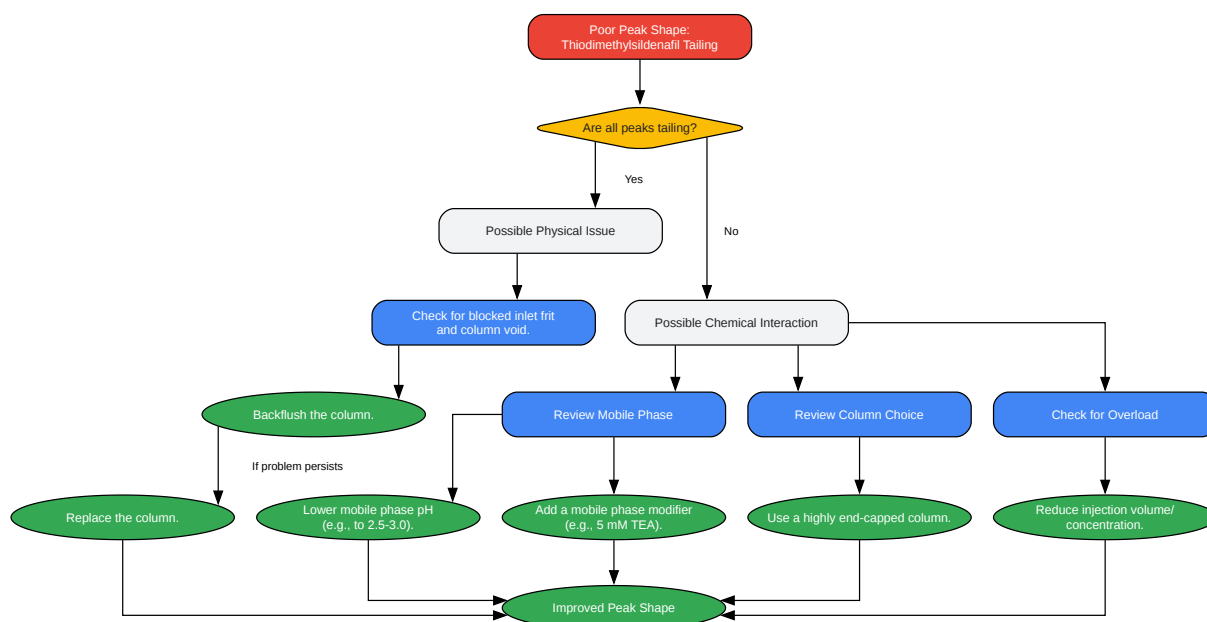 Poor Peak Shape:
Thiodimethylsildenafil Tailing
Are all peaks tailing?
Yes
Possible Physical Issue
No
Check for blocked inlet frit
and column void.
Possible Chemical Interaction
Backflush the column.
Review Mobile Phase
Review Column Choice
Check for Overload
If problem persists
Replace the column.
Lower mobile phase pH
(e.g., to 2.5-3.0).
Add a mobile phase modifier
(e.g., 5 mM TEA).
Use a highly end-capped column.
Reduce injection volume/
concentration.
Improved Peak Shape